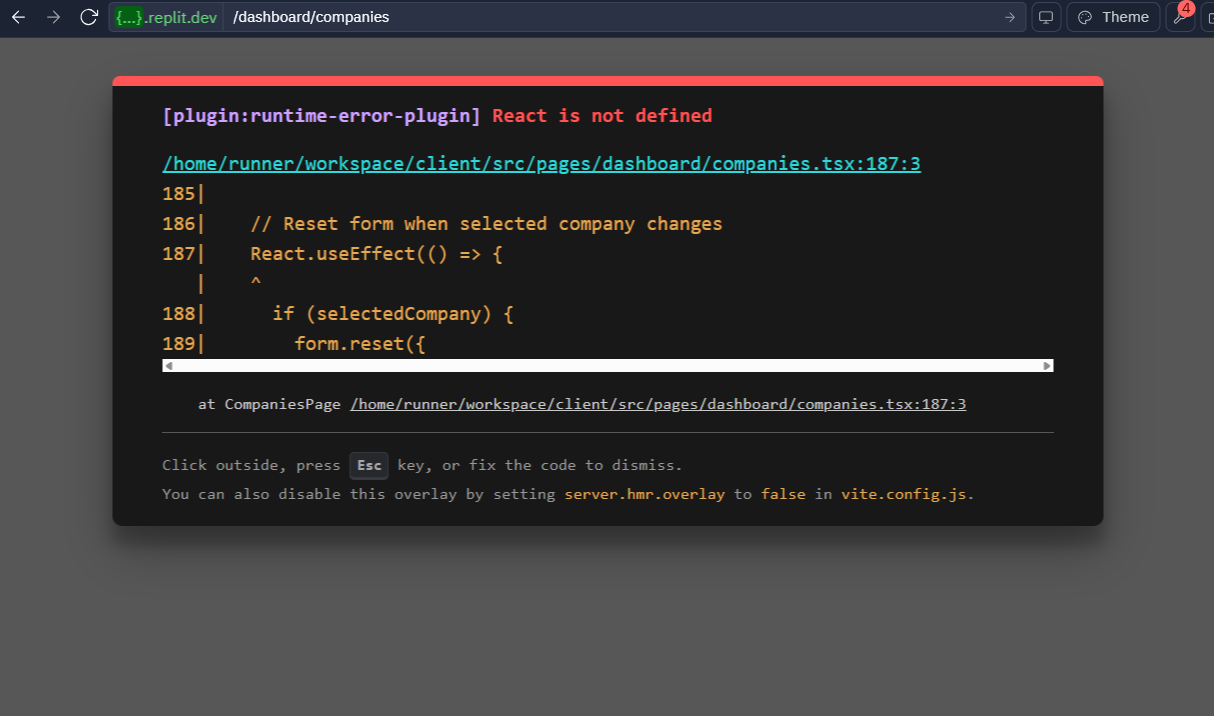 {...}.replit.dev /dashboard/companies Theme 4
[plugin:runtime-error-plugin] React is not defined
/home/runner/workspace/client/src/pages/dashboard/companies.tsx:187:3
185|
186|    // Reset form when selected company changes
187|    React.useEffect(() => {
   |    ^
188|      if (selectedCompany) {
189|        form.reset({
at CompaniesPage /home/runner/workspace/client/src/pages/dashboard/companies.tsx:187:3
Click outside, press Esc key, or fix the code to dismiss.
You can also disable this overlay by setting server.hmr.overlay to false in vite.config.js.